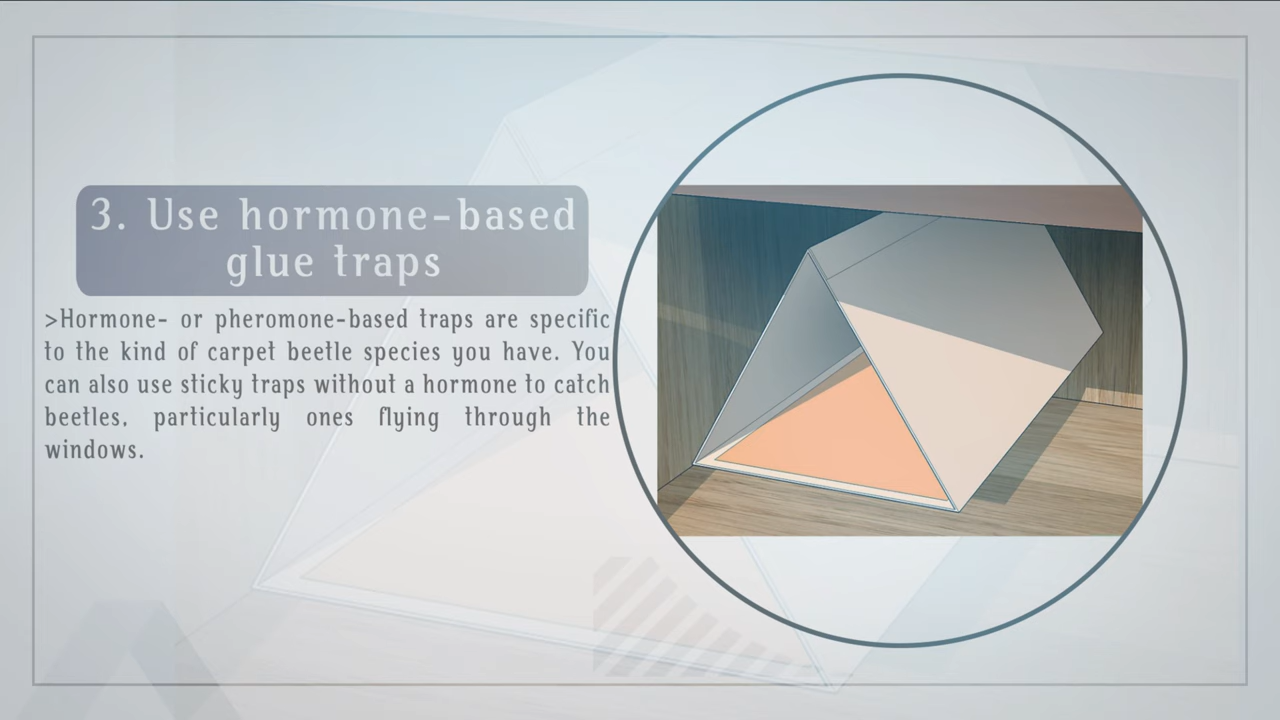 3. Use hormone-based
glue traps
>Hormone- or pheromone-based traps are specific
to the kind of carpet beetle species you have. You
can also use sticky traps without a hormone to catch
beetles, particularly ones flying through the
windows.